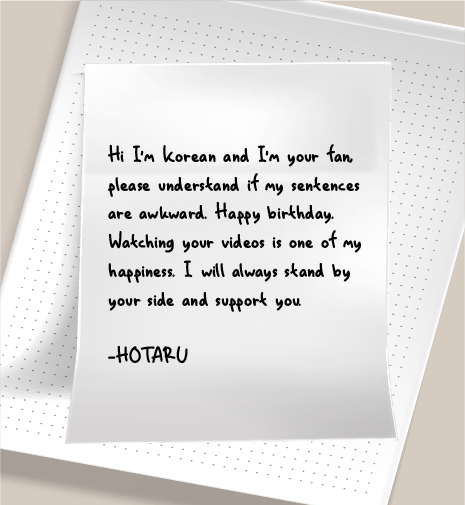 Hi I'm Korean and I'm your fan,
please understand if my sentences
are awkward. Happy birthday.
Watching your videos is one of my
happiness. I will always stand by
your side and support you.

-HOTARU